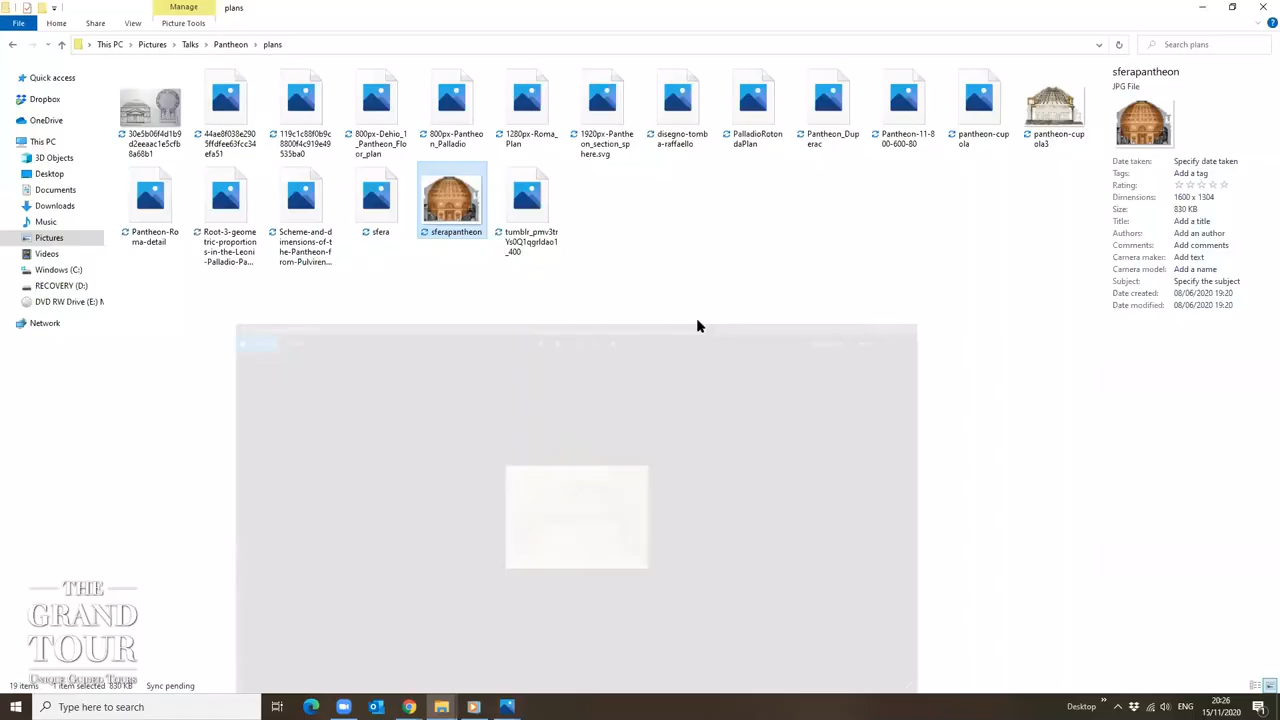 Manage
plans
File
Home
Share
View
Picture Tools
This PC
Pictures
Talks
Pantheon
plans
Search plans
Quick access
Dropbox
OneDrive
This PC
3D Objects
Desktop
Documents
Downloads
Music
Pictures
Videos
Windows (C:)
RECOVERY (D:)
DVD RW Drive (E:) M
Network
30e5b06f4d1b9
d2eeaac1e5cfb
8a68b1
44ae8f038e290
5ffdfee63fcc34
efa51
119c1c88f0b9c
8800f4c919e49
535ba0
800px-Dehio_1
_Pantheon_Flo
or_plan
800px-Pantheo
n_Palladio
1280px-Roma_
Plan
1920px-Panthe
on_section_sp
here.svg
disegno-tomb
a-raffaello
PalladioRoton
daPlan
Pantheon_Dup
erac
Pantheon-11-8
00-600-80
pantheon-cup
ola
pantheon-cup
ola3
Pantheon-Ro
ma-detail
Root-3-geome
tric-proportion
s-in-the-Leoni
-Palladio-Pa...
Scheme-and-d
imensions-of-t
he-Pantheon-f
rom-Pulviren...
sfera
sferapantheon
tumblr_pmv3tr
Ys0Q1qgrldao1
_400
sferapantheon
JPG File
Date taken: Specify date taken
Tags: Add a tag
Rating: ☆☆☆☆☆
Dimensions: 1600 x 1304
Size: 830 KB
Title: Add a title
Authors: Add an author
Comments: Add comments
Camera maker: Add text
Camera model: Add a name
Subject: Specify the subject
Date created: 08/06/2020 19:20
Date modified: 08/06/2020 19:20
THE
GRAND
TOUR
UNIQUE GUIDED TOURS
19 items
1 item selected 830 KB
Sync pending
Type here to search
Desktop
ENG
20:26
15/11/2020